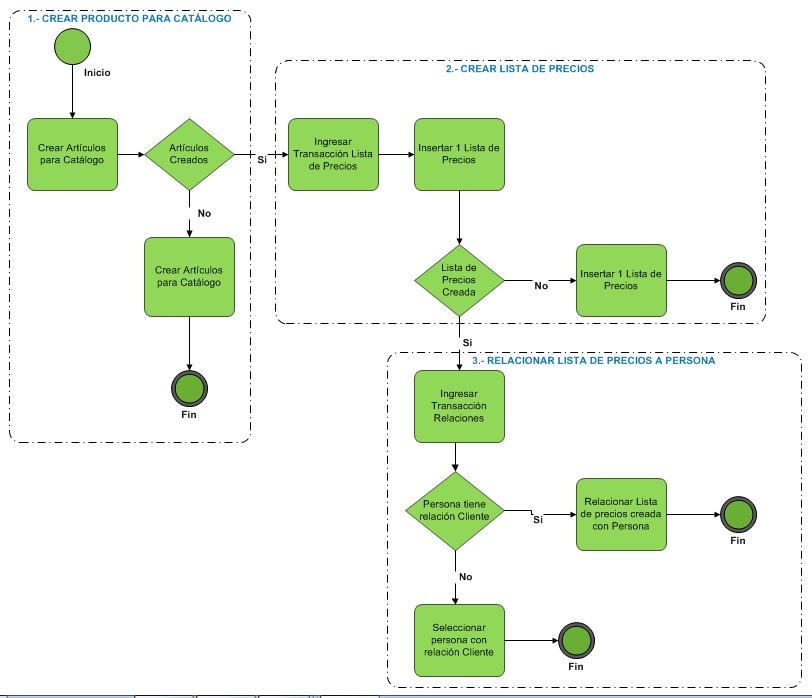 1.- CREAR PRODUCTO PARA CATÁLOGO
Inicio
Crear Artículos
para Catálogo
Artículos
Creados
Si
No
Crear Artículos
para Catálogo
Fin
2.- CREAR LISTA DE PRECIOS
Ingresar
Transacción Lista
de Precios
Insertar 1 Lista de
Precios
Lista de
Precios
Creada
No
Insertar 1 Lista de
Precios
Fin
Si
3.- RELACIONAR LISTA DE PRECIOS A PERSONA
Ingresar
Transacción
Relaciones
Persona tiene
relación Cliente
Si
Relacionar Lista
de precios creada
con Persona
Fin
No
Seleccionar
persona con
relación Cliente
Fin